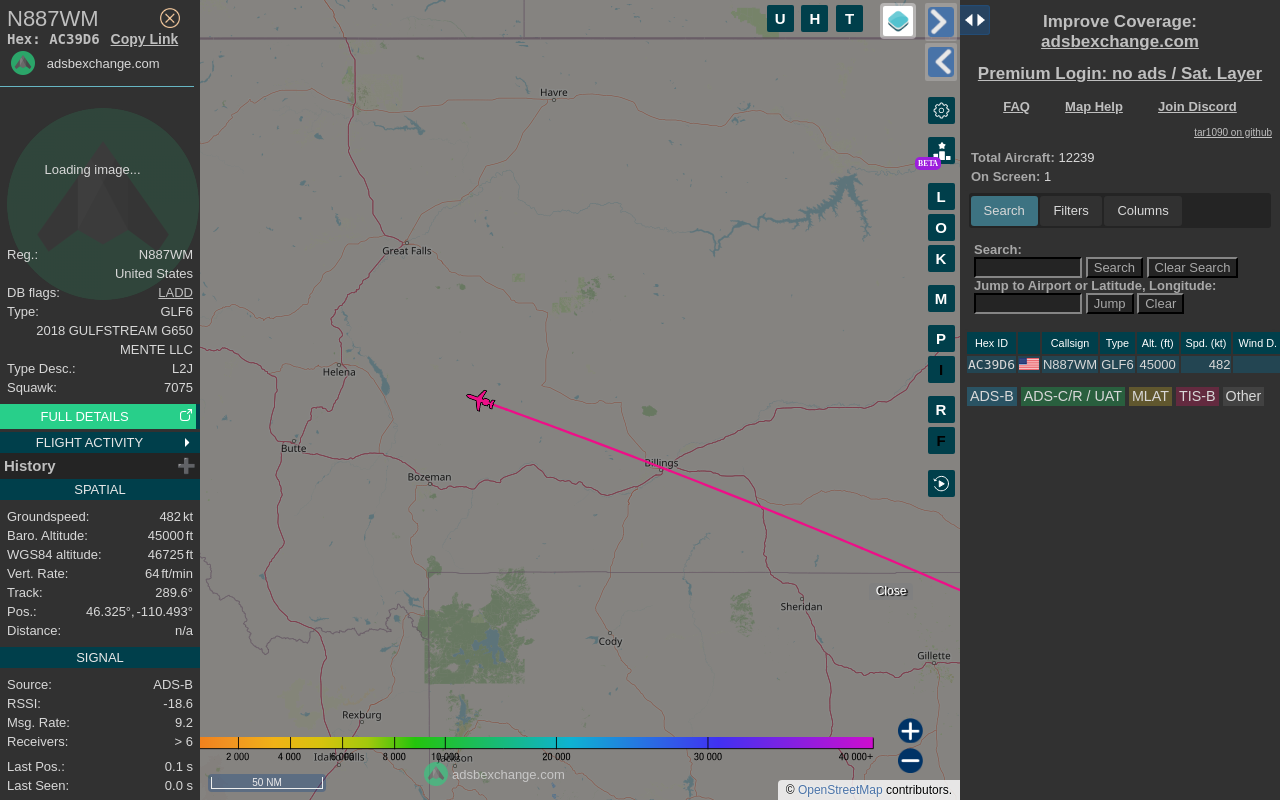 N887WM
Hex: AC39D6 Copy Link
adsbexchange.com
Loading image...
Reg.: N887WM
United States
DB flags: LADD
Type: GLF6
2018 GULFSTREAM G650
MENTE LLC
Type Desc.: L2J
Squawk: 7075
FULL DETAILS
FLIGHT ACTIVITY
History
SPATIAL
Groundspeed: 482 kt
Baro. Altitude: 45000 ft
WGS84 altitude: 46725 ft
Vert. Rate: 64 ft/min
Track: 289.6°
Pos.: 46.325°, -110.493°
Distance: n/a
SIGNAL
Source: ADS-B
RSSI: -18.6
Msg. Rate: 9.2
Receivers: > 6
Last Pos.: 0.1 s
Last Seen: 0.0 s
U H T
Havre
Great Falls
Helena
Butte
Bozeman
Billings
Close
Sheridan
Cody
Gillette
Rexburg
Idaho Falls
Jackson
2 000 4 000 6 000 8 000 10 000 20 000 30 000 40 000+
adsbexchange.com
50 NM
© OpenStreetMap contributors.
BETA
L
O
K
M
P
I
R
F
Improve Coverage:
adsbexchange.com
Premium Login: no ads / Sat. Layer
FAQ Map Help Join Discord
tar1090 on github
Total Aircraft: 12239
On Screen: 1
Search Filters Columns
Search:
Search Clear Search
Jump to Airport or Latitude, Longitude:
Jump Clear
Hex ID Callsign Type Alt. (ft) Spd. (kt) Wind D.
AC39D6 N887WM GLF6 45000 482
ADS-B ADS-C/R / UAT MLAT TIS-B Other